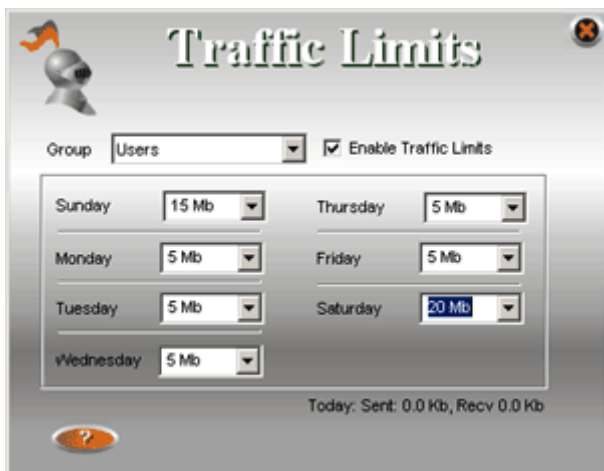 Traffic Limits
Group Users Enable Traffic Limits
Sunday 15 Mb Thursday 5 Mb
Monday 5 Mb Friday 5 Mb
Tuesday 5 Mb Saturday 20 Mb
Wednesday 5 Mb
Today: Sent: 0.0 Kb, Recv 0.0 Kb
?